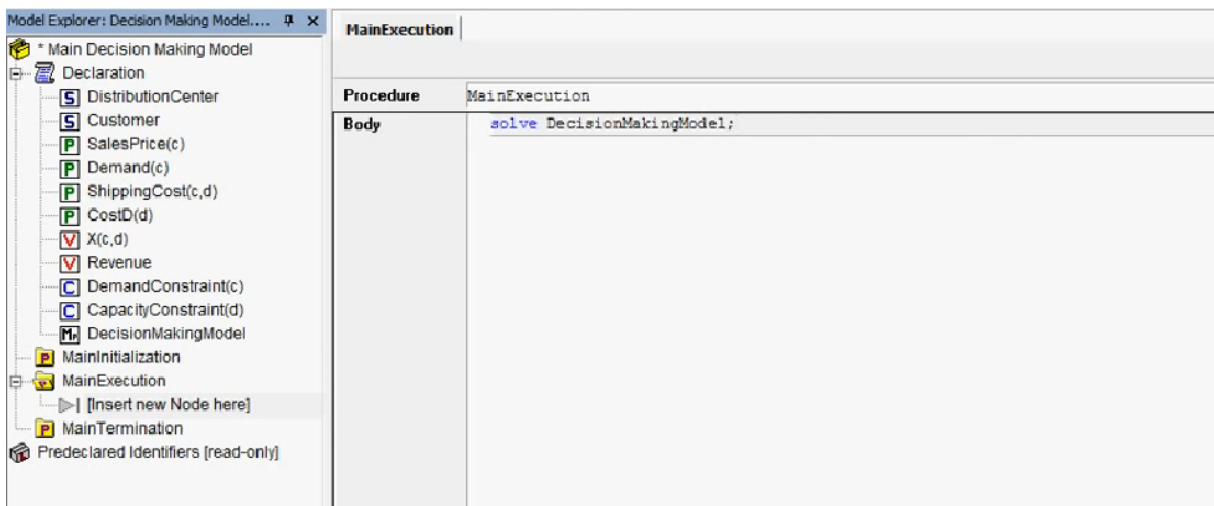 Model Explorer: Decision Making Model....
* Main Decision Making Model
Declaration
S DistributionCenter
S Customer
P SalesPrice(c)
P Demand(c)
P ShippingCost(c,d)
P CostD(d)
V X(c,d)
V Revenue
C DemandConstraint(c)
C CapacityConstraint(d)
MP DecisionMakingModel
P MainInitialization
MainExecution
[Insert new Node here]
P MainTermination
Predeclared Identifiers [read-only]
MainExecution
Procedure MainExecution
Body solve DecisionMakingModel;